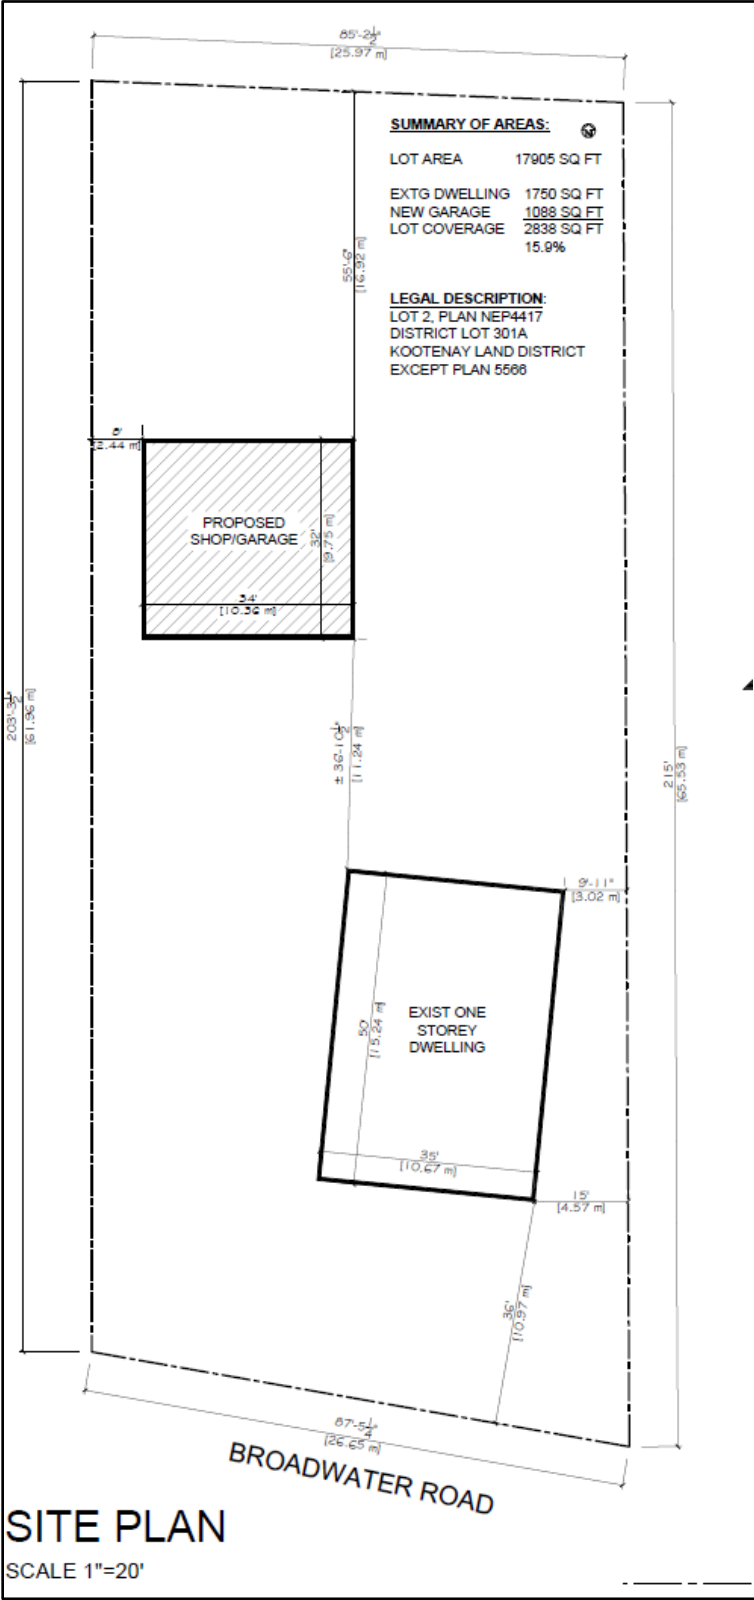 85'-2½"
[25.97 m]
SUMMARY OF AREAS:
N
LOT AREA 17905 SQ FT
EXTG DWELLING 1750 SQ FT
NEW GARAGE 1088 SQ FT
LOT COVERAGE 2838 SQ FT
15.9%
55'-6"
[16.92 m]
LEGAL DESCRIPTION:
LOT 2, PLAN NEP4417
DISTRICT LOT 301A
KOOTENAY LAND DISTRICT
EXCEPT PLAN 5566
8'
[2.44 m]
PROPOSED
SHOP/GARAGE
32'
[9.75 m]
34'
[10.36 m]
203'-3½"
[61.96 m]
± 36'-10½"
[11.24 m]
215'
[65.53 m]
9'-11"
[3.02 m]
EXIST ONE
STOREY
DWELLING
50'
[15.24 m]
35'
[10.67 m]
15'
[4.57 m]
36'
[10.97 m]
87'-5¼"
[26.65 m]
BROADWATER ROAD
SITE PLAN
SCALE 1"=20'